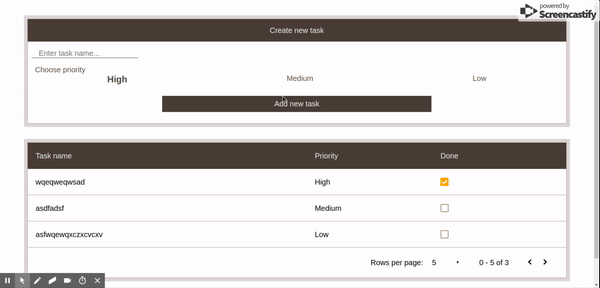 powered by
Screencastify
Create new task
Enter task name...
Choose priority
High Medium Low
Add new task
Task name Priority Done
wqeqweqwsad High
asdfadsf Medium
asfwqewqxczxcvcxv Low
Rows per page: 5 0 - 5 of 3